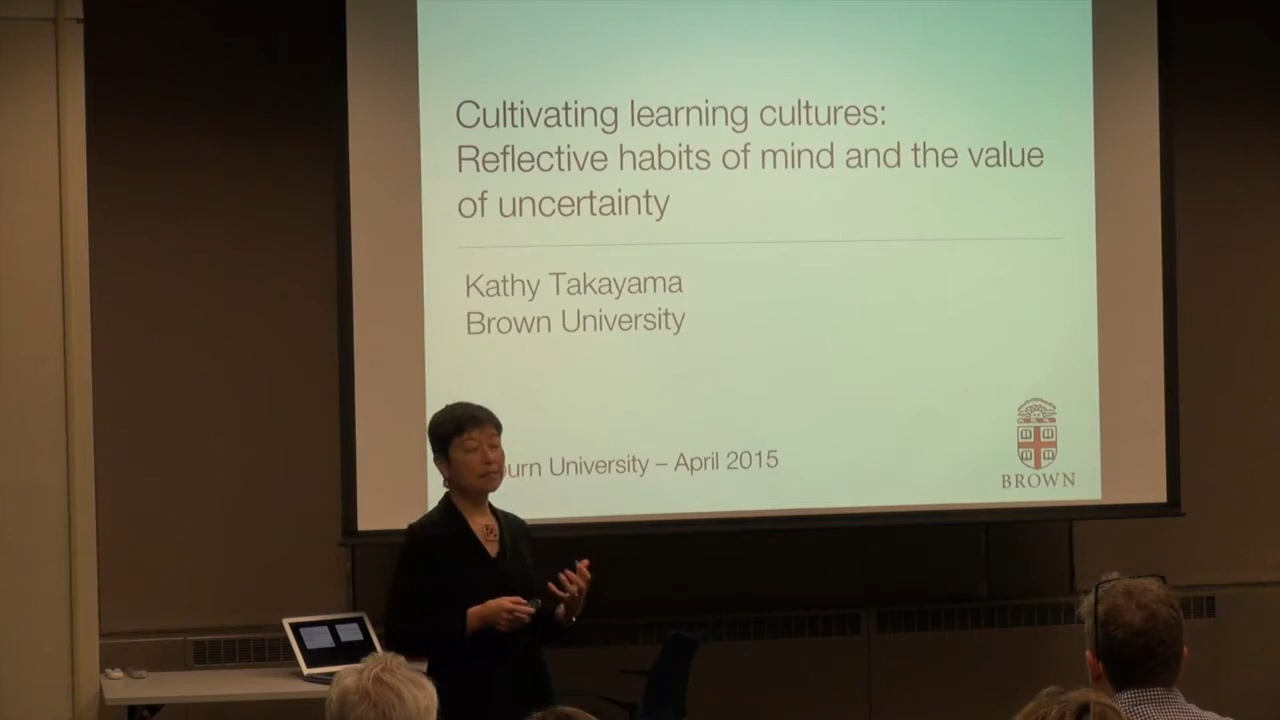 Cultivating learning cultures:
Reflective habits of mind and the value
of uncertainty
Kathy Takayama
Brown University
University – April 2015
BROWN